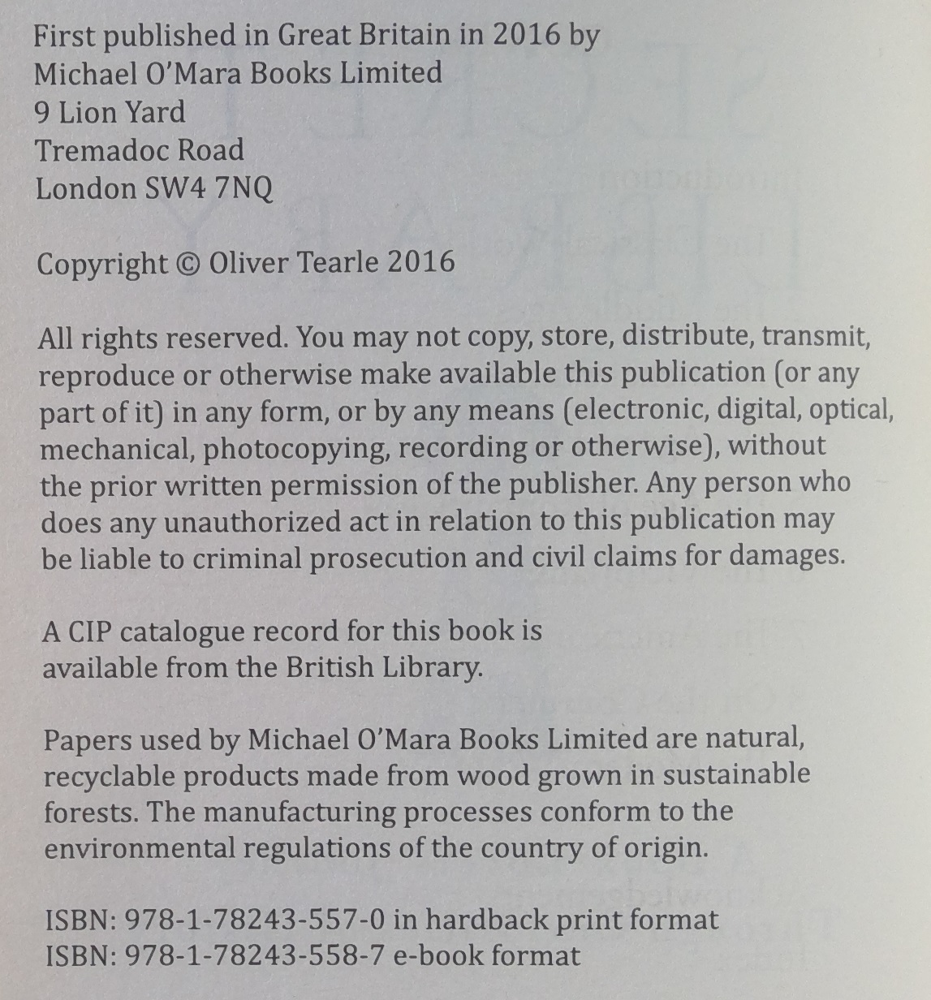 First published in Great Britain in 2016 by
Michael O'Mara Books Limited
9 Lion Yard
Tremadoc Road
London SW4 7NQ
Copyright © Oliver Tearle 2016
All rights reserved. You may not copy, store, distribute, transmit,
reproduce or otherwise make available this publication (or any
part of it) in any form, or by any means (electronic, digital, optical,
mechanical, photocopying, recording or otherwise), without
the prior written permission of the publisher. Any person who
does any unauthorized act in relation to this publication may
be liable to criminal prosecution and civil claims for damages.
A CIP catalogue record for this book is
available from the British Library.
Papers used by Michael O'Mara Books Limited are natural,
recyclable products made from wood grown in sustainable
forests. The manufacturing processes conform to the
environmental regulations of the country of origin.
ISBN: 978-1-78243-557-0 in hardback print format
ISBN: 978-1-78243-558-7 e-book format